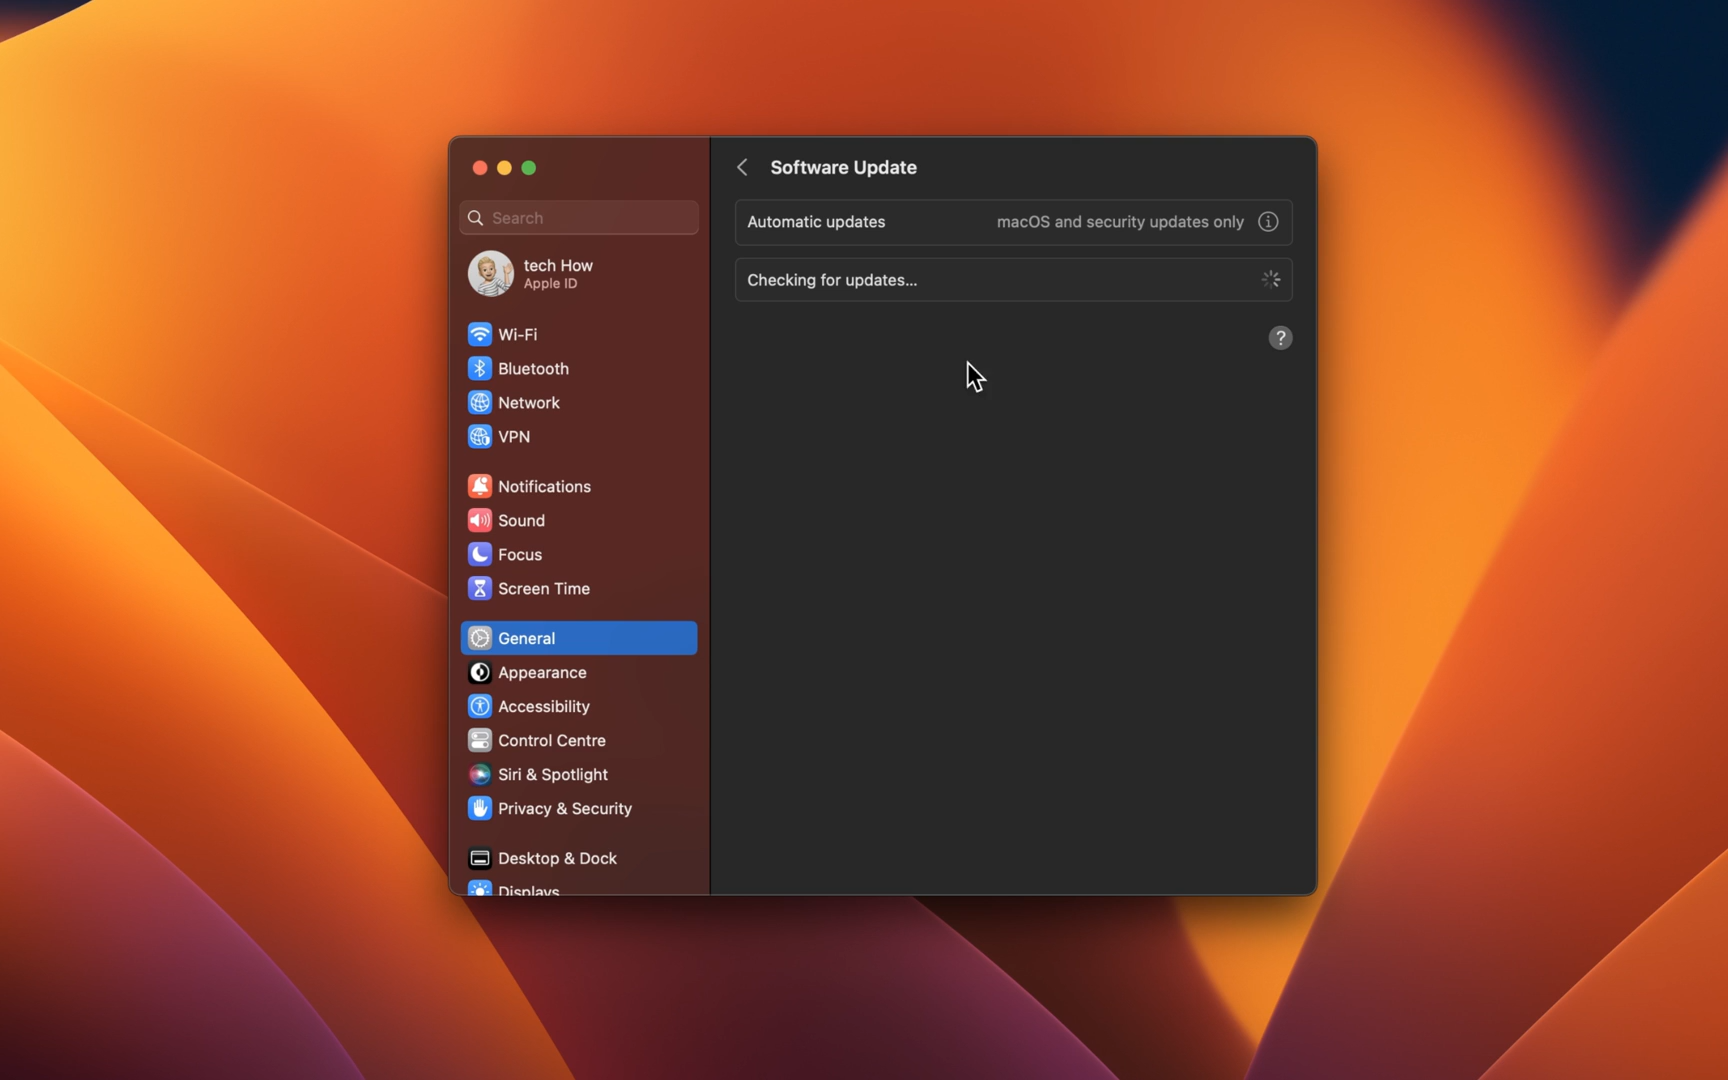 Search
tech How
Apple ID
Wi-Fi
Bluetooth
Network
VPN
Notifications
Sound
Focus
Screen Time
General
Appearance
Accessibility
Control Centre
Siri & Spotlight
Privacy & Security
Desktop & Dock
Displays
Software Update
Automatic updates macOS and security updates only
Checking for updates...
?